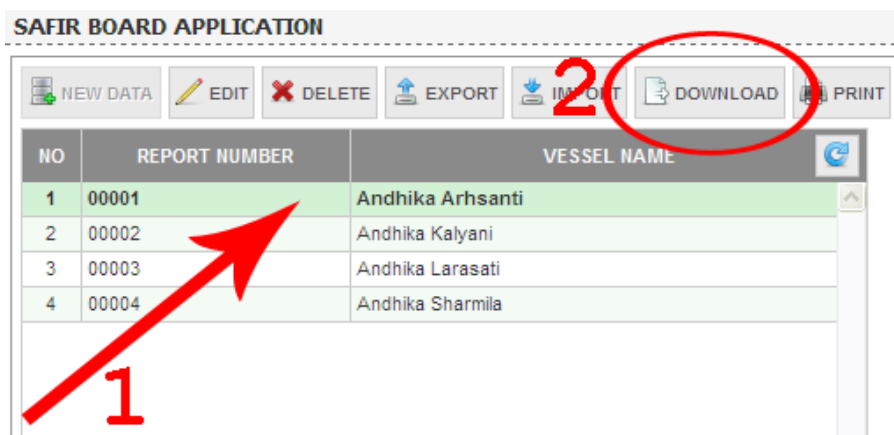 SAFIR BOARD APPLICATION
NEW DATA EDIT DELETE EXPORT IMPORT DOWNLOAD PRINT
2
NO REPORT NUMBER VESSEL NAME
1 00001 Andhika Arhsanti
2 00002 Andhika Kalyani
3 00003 Andhika Larasati
4 00004 Andhika Sharmila
1